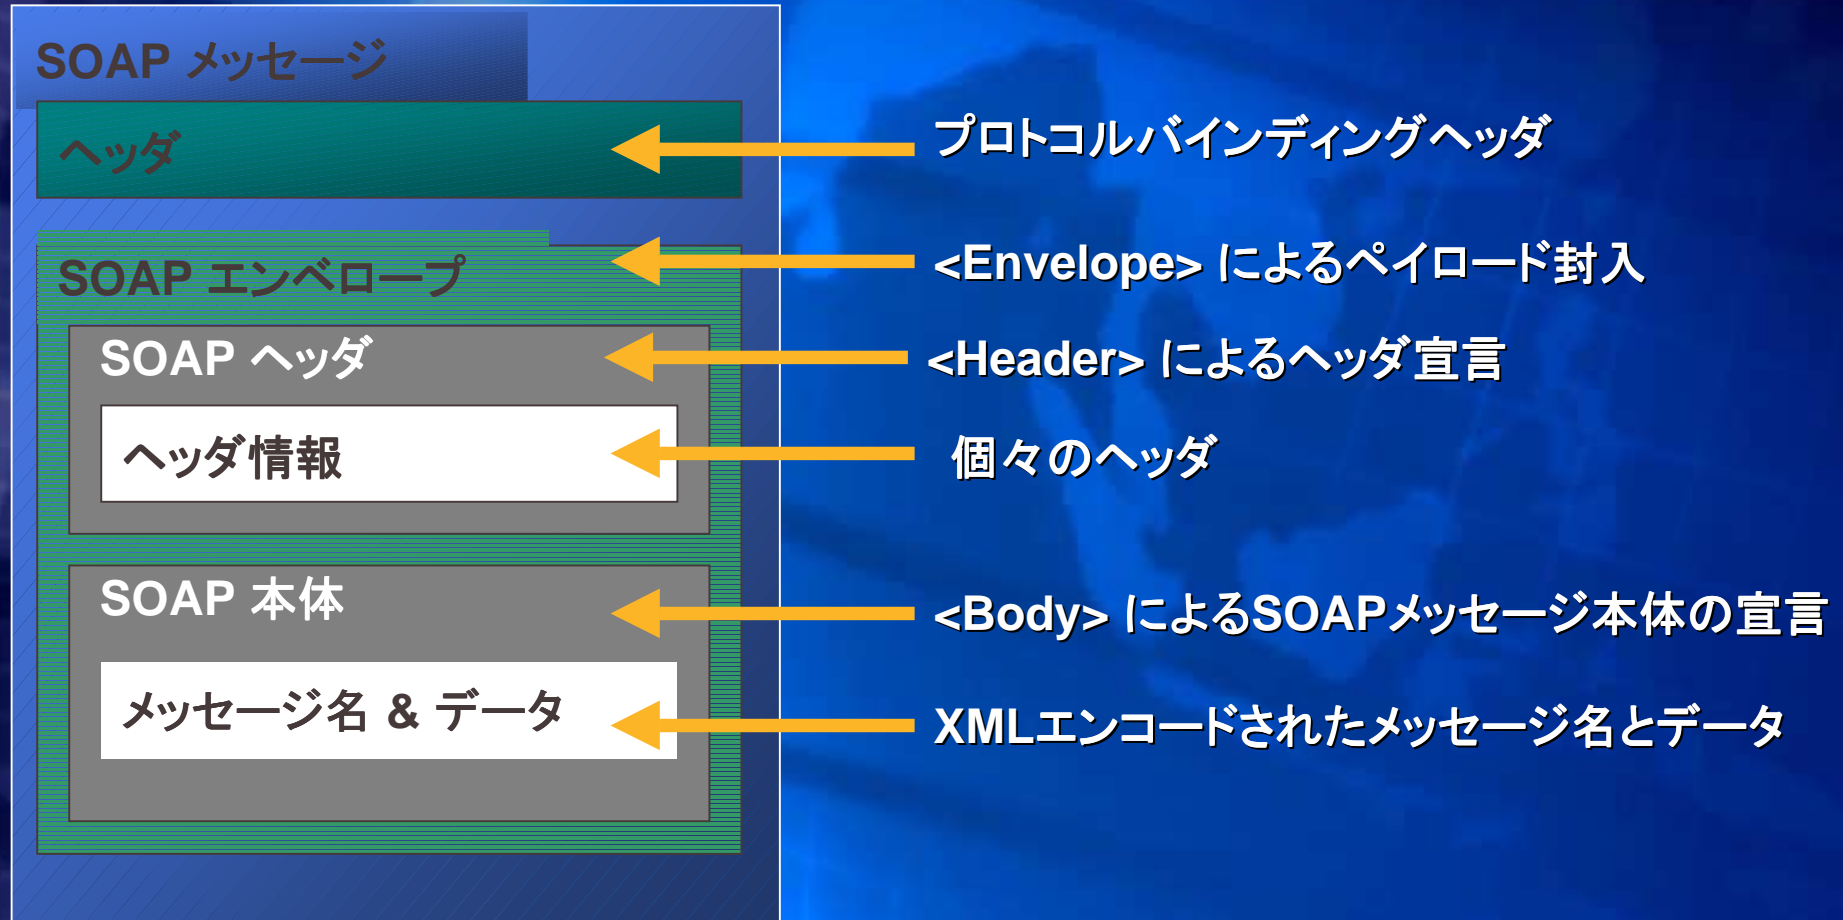 SOAP メッセージ
ヘッダ
プロトコルバインディングヘッダ
SOAP エンベロープ
<Envelope> によるペイロード封入
SOAP ヘッダ
<Header> によるヘッダ宣言
ヘッダ情報
個々のヘッダ
SOAP 本体
<Body> によるSOAPメッセージ本体の宣言
メッセージ名 & データ
XMLエンコードされたメッセージ名とデータ